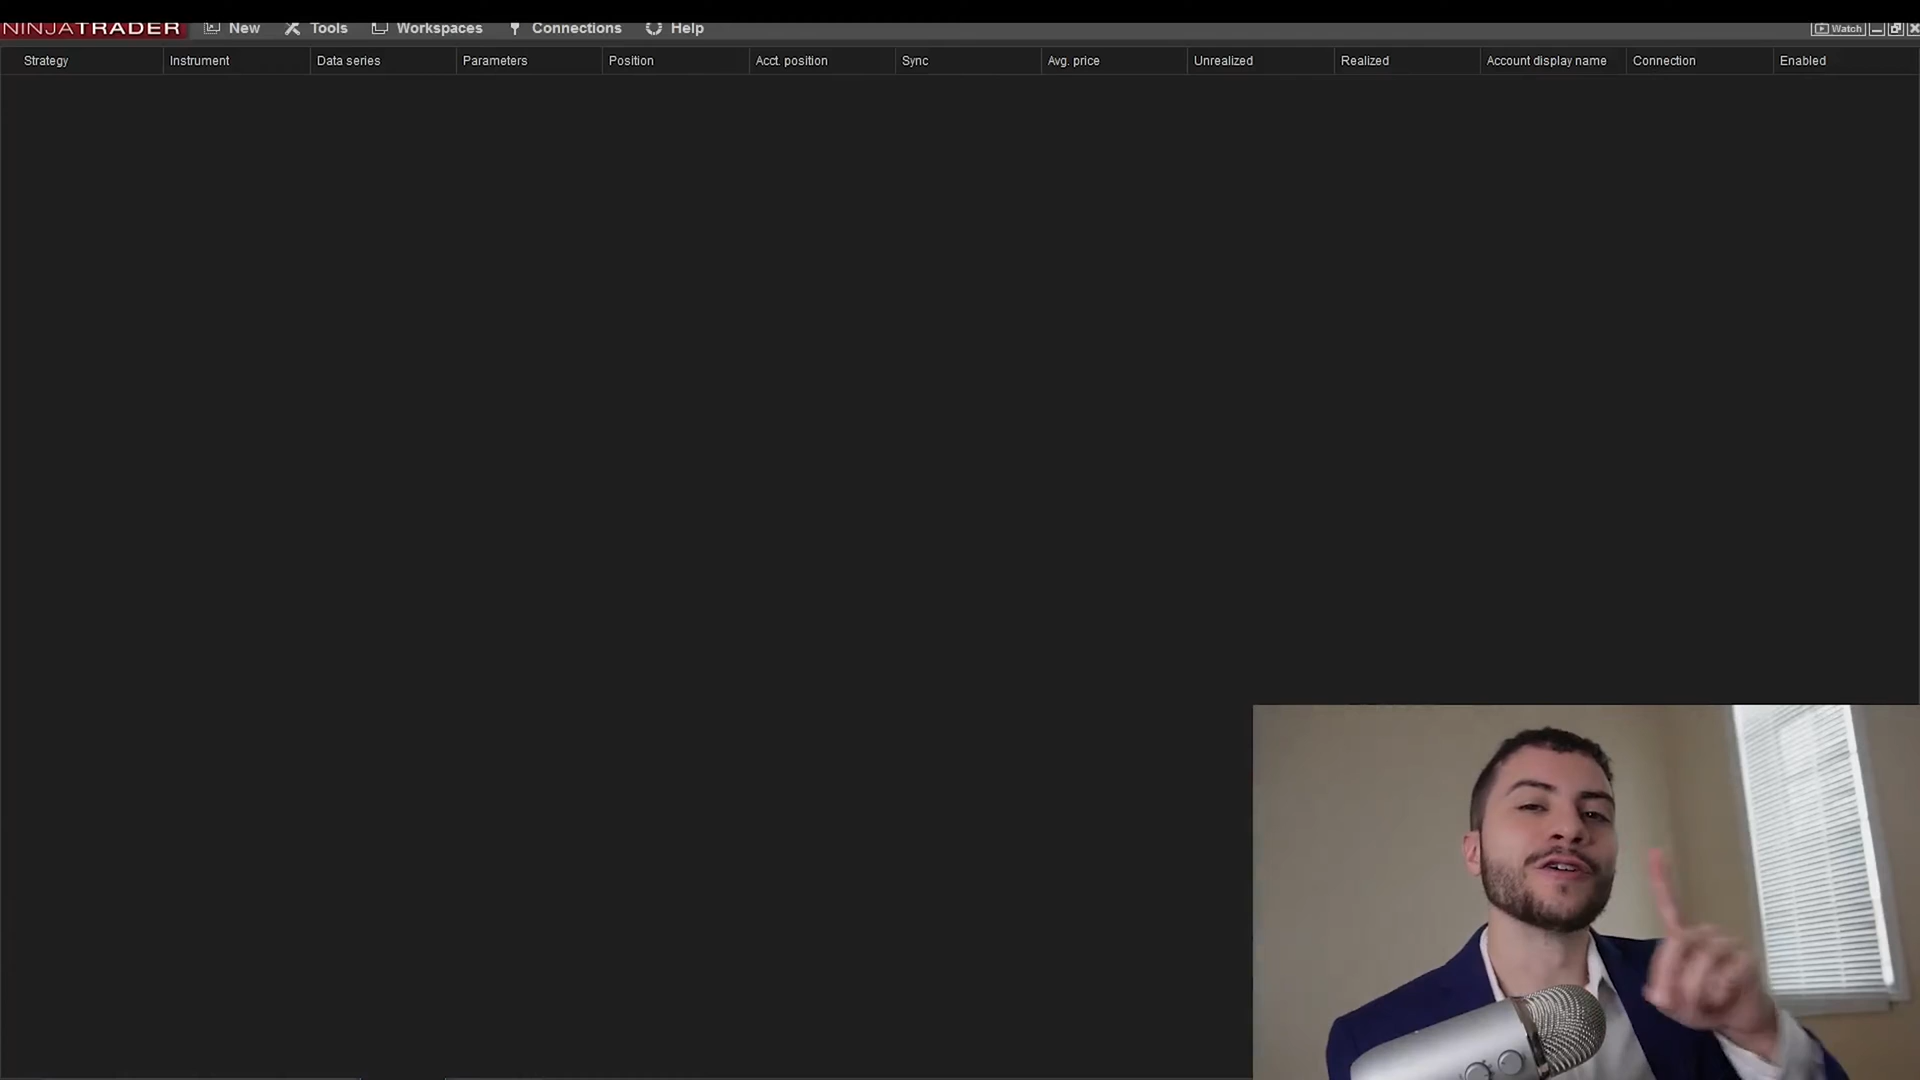 NINJATRADER New Tools Workspaces Connections Help Watch
Strategy Instrument Data series Parameters Position Acct. position Sync Avg. price Unrealized Realized Account display name Connection Enabled